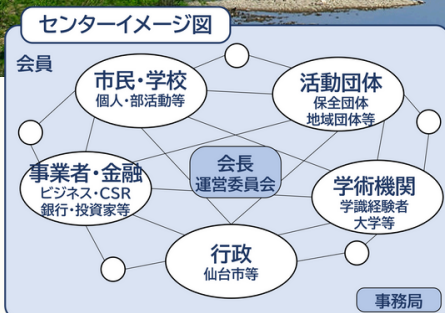 センターイメージ図
会員
市民・学校
個人・部活動等
活動団体
保全団体
地域団体等
会長
運営委員会
事業者・金融
ビジネス・CSR
銀行・投資家等
学術機関
学識経験者
大学等
行政
仙台市等
事務局